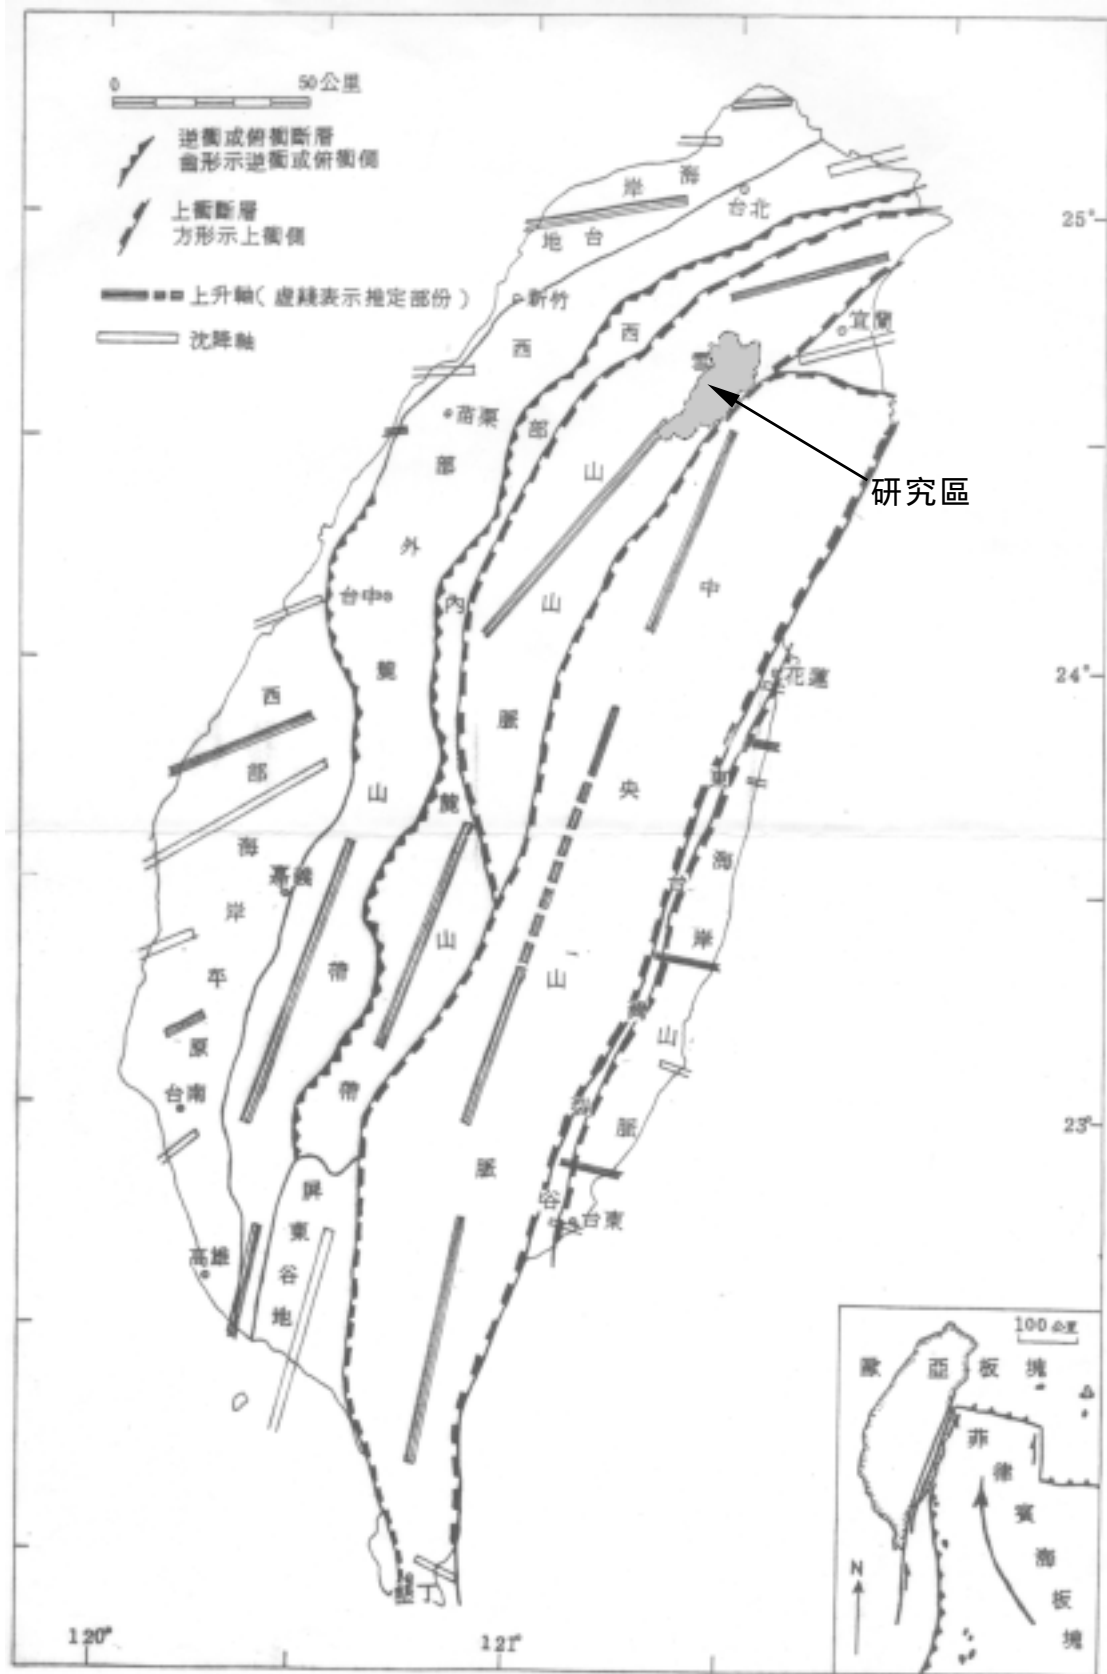 0 50公里
逆衝或俯衝斷層
齒形示逆衝或俯衝側
上衝斷層
方形示上衝側
上升軸(虛綫表示推定部份)
沈降軸
海岸
台地
台北
新竹
宜蘭
苗栗
研究區
台中
花蓮
嘉義
台南
高雄
台東
墾丁
西部海岸平原
西部外麓山帶
西部內麓山帶
雪山山脈
中央山脈
海岸山脈
屏東谷地
25°
24°
23°
120°
121°
100公里
歐亞板塊
菲律賓海板塊
N